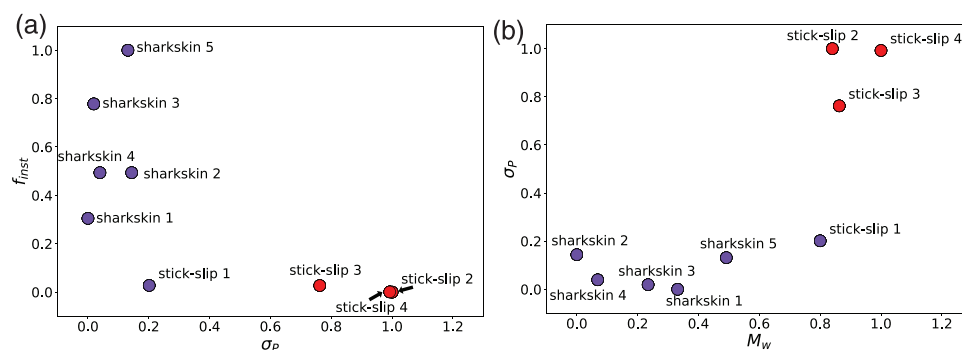 (a)
1.0
0.8
0.6
0.4
0.2
0.0
f_inst
sharkskin 5
sharkskin 3
sharkskin 4
sharkskin 2
sharkskin 1
stick-slip 1
stick-slip 3
stick-slip 2
stick-slip 4
0.0 0.2 0.4 0.6 0.8 1.0 1.2
σ_P
(b)
1.0
0.8
0.6
0.4
0.2
0.0
σ_P
stick-slip 2
stick-slip 4
stick-slip 3
stick-slip 1
sharkskin 2
sharkskin 5
sharkskin 3
sharkskin 4
sharkskin 1
0.0 0.2 0.4 0.6 0.8 1.0 1.2
M_w